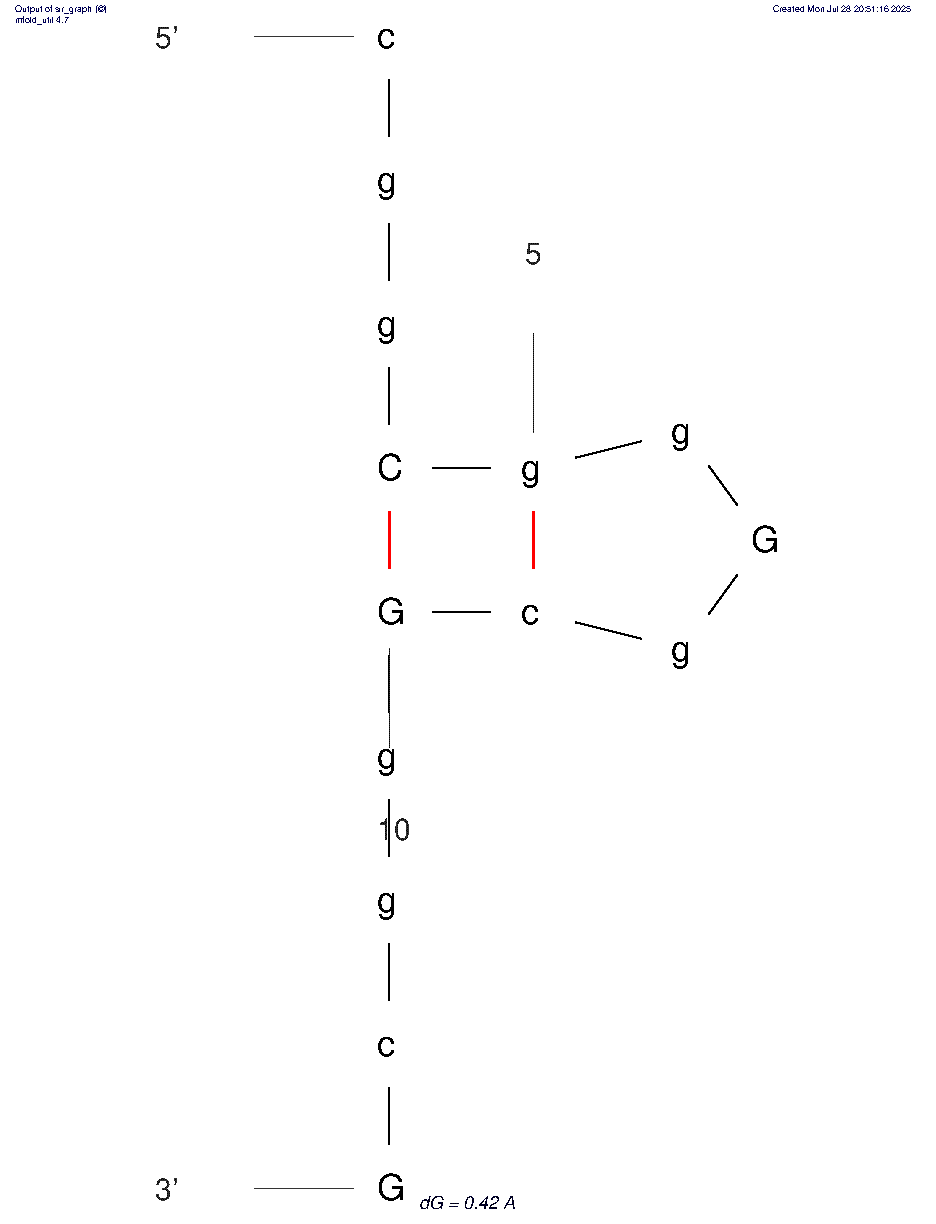 Output of sir_graph (©)
mfold_util 4.7
Created Mon Jul 28 20:51:16 2025
5’ c
g
5
g
C g g
G
G c g
g
10
g
c
3’ G
dG = 0.42 A